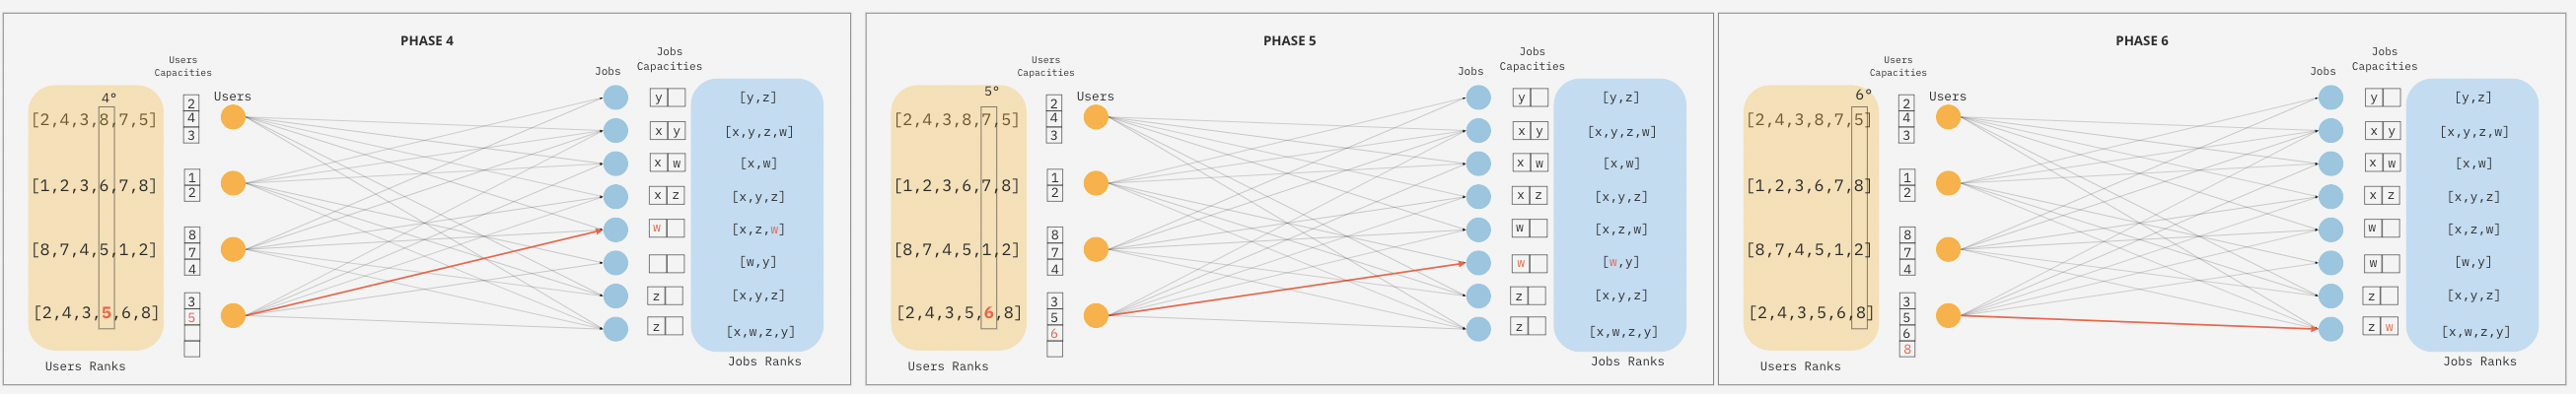 PHASE 4
Users
Capacities
Users
Jobs
Jobs
Capacities
4°
[2,4,3,8,7,5]
2
4
3
y
[y,z]
x y
[x,y,z,w]
[1,2,3,6,7,8]
1
2
x w
[x,w]
x z
[x,y,z]
[8,7,4,5,1,2]
8
7
4
w
[x,z,w]
[w,y]
[2,4,3,5,6,8]
3
5
z
[x,y,z]
z
[x,w,z,y]
Users Ranks
Jobs Ranks
PHASE 5
Users
Capacities
Users
Jobs
Jobs
Capacities
5°
[2,4,3,8,7,5]
2
4
3
y
[y,z]
x y
[x,y,z,w]
[1,2,3,6,7,8]
1
2
x w
[x,w]
x z
[x,y,z]
[8,7,4,5,1,2]
8
7
4
w
[x,z,w]
w
[w,y]
[2,4,3,5,6,8]
3
5
6
z
[x,y,z]
z
[x,w,z,y]
Users Ranks
Jobs Ranks
PHASE 6
Users
Capacities
Users
Jobs
Jobs
Capacities
6°
[2,4,3,8,7,5]
2
4
3
y
[y,z]
x y
[x,y,z,w]
[1,2,3,6,7,8]
1
2
x w
[x,w]
x z
[x,y,z]
[8,7,4,5,1,2]
8
7
4
w
[x,z,w]
w
[w,y]
[2,4,3,5,6,8]
3
5
6
8
z
[x,y,z]
z w
[x,w,z,y]
Users Ranks
Jobs Ranks